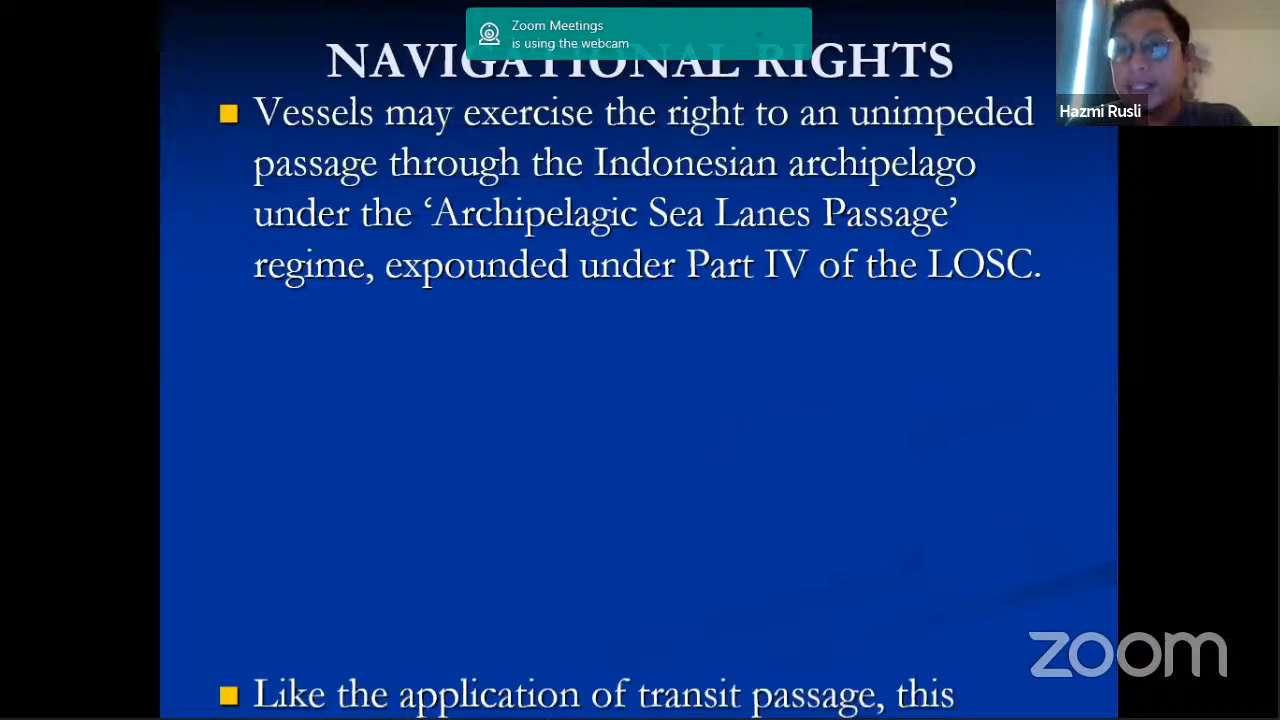 Zoom Meetings
is using the webcam
NAVIGATIONAL RIGHTS
Hazmi Rusli
Vessels may exercise the right to an unimpeded
passage through the Indonesian archipelago
under the ‘Archipelagic Sea Lanes Passage’
regime, expounded under Part IV of the LOSC.
zoom
Like the application of transit passage, this